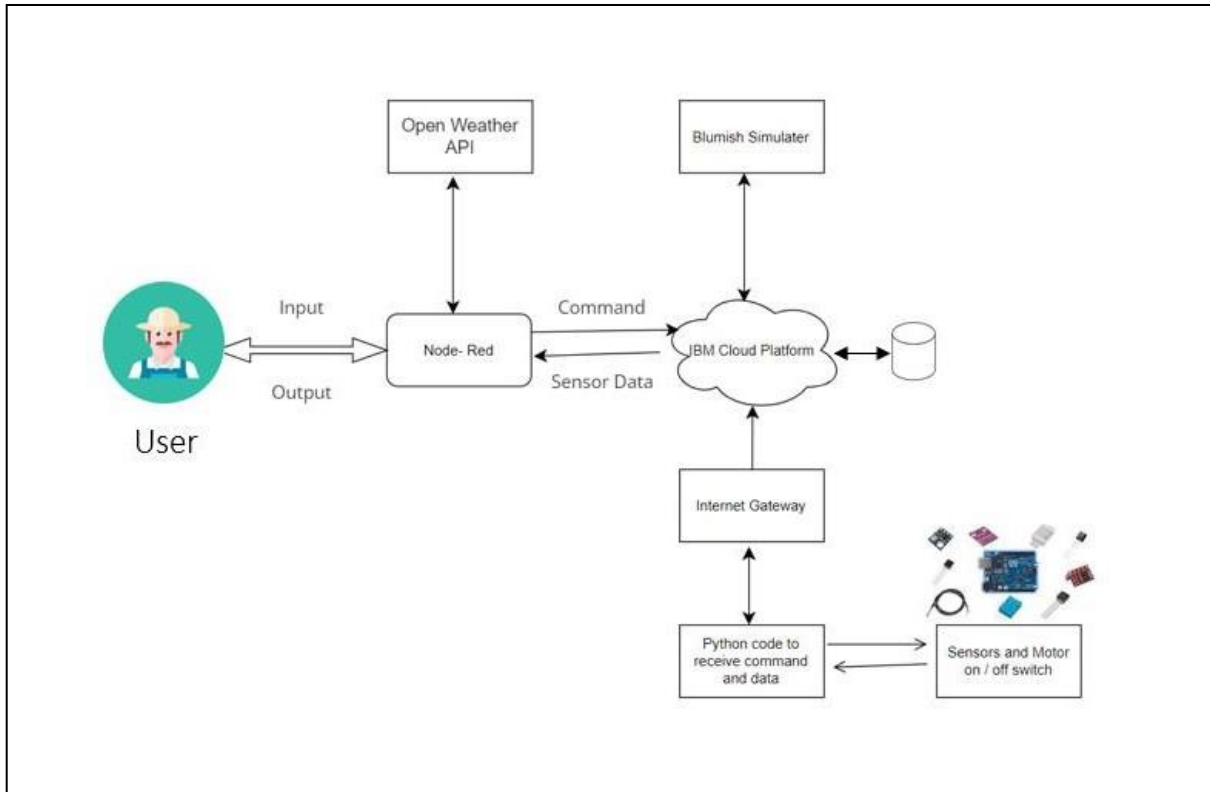 Open Weather
API
Blumish Simulater
Input
Command
Node- Red
IBM Cloud Platform
Output
Sensor Data
User
Internet Gateway
Python code to
receive command
and data
Sensors and Motor
on / off switch